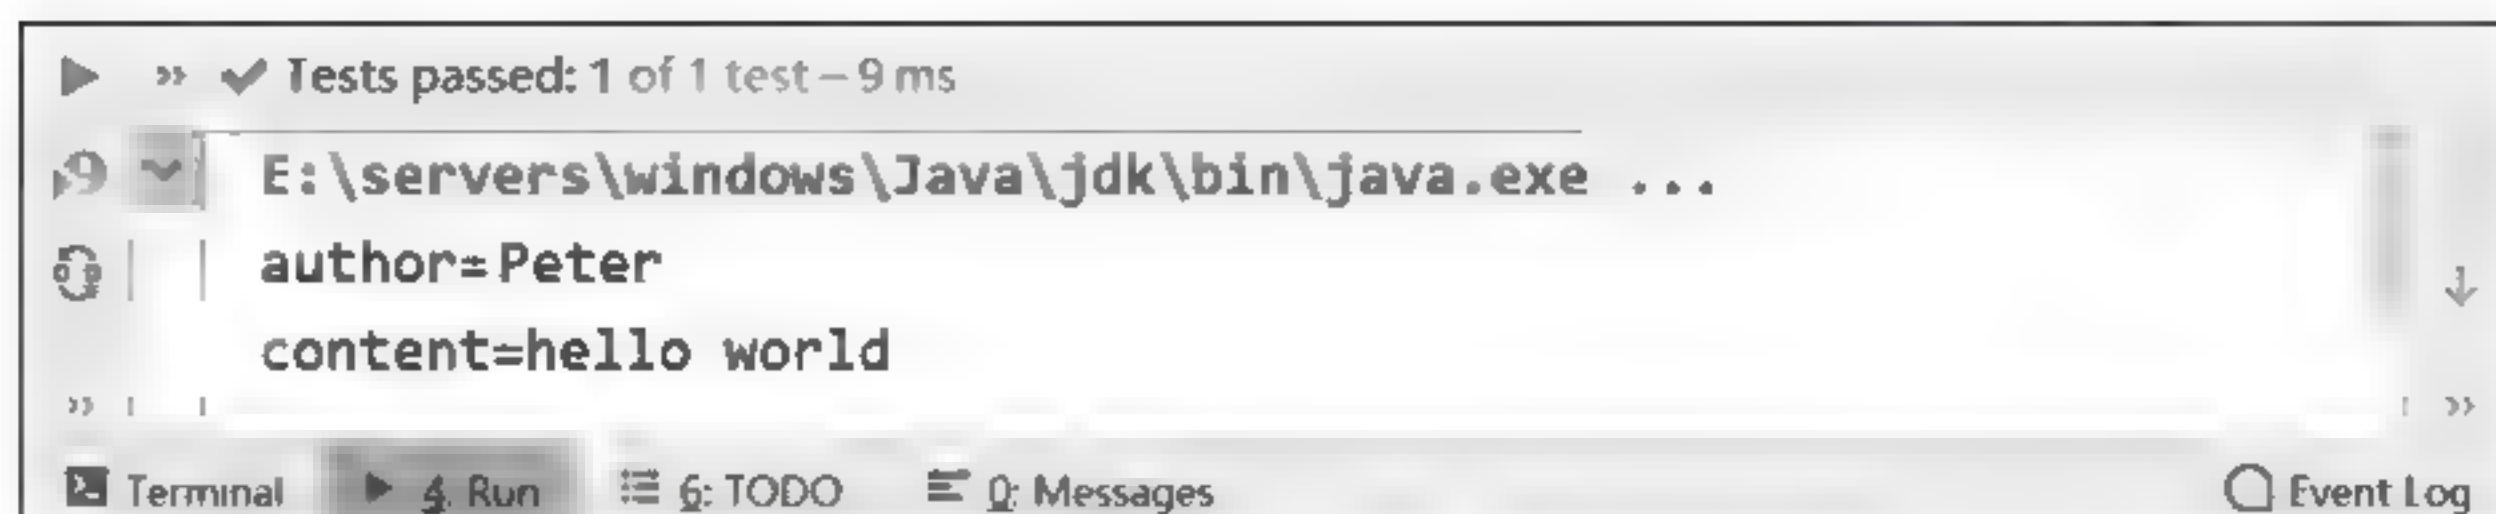 Tests passed: 1 of 1 test – 9 ms
E:\servers\windows\Java\jdk\bin\java.exe ...
author=Peter
content=hello world
Terminal 4: Run 6: TODO 0: Messages Event Log